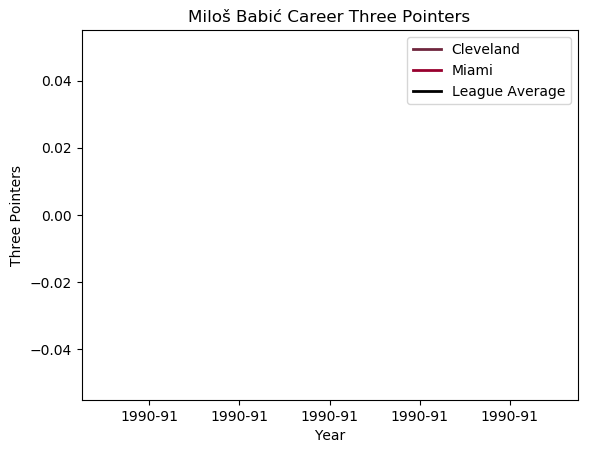 Miloš Babić Career Three Pointers
Cleveland
Miami
League Average
Three Pointers
0.04
0.02
0.00
−0.02
−0.04
1990-91 1990-91 1990-91 1990-91 1990-91
Year